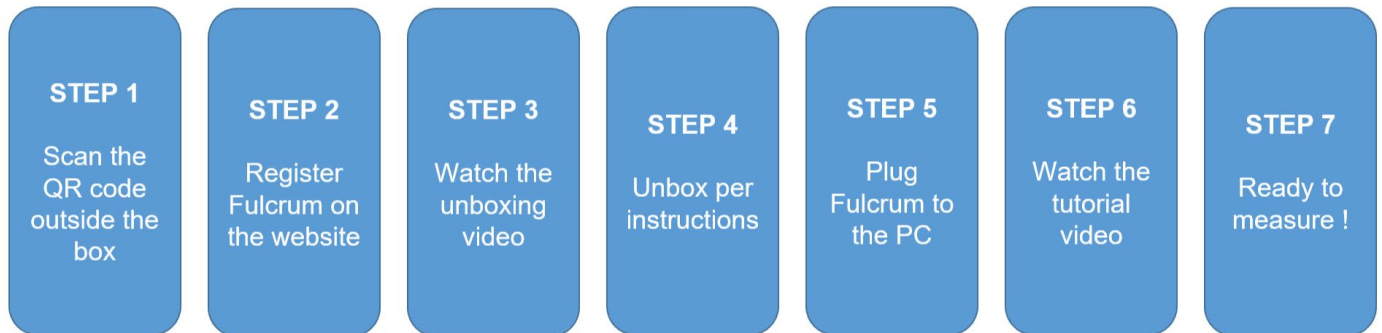 STEP 1
Scan the
QR code
outside the
box
STEP 2
Register
Fulcrum on
the website
STEP 3
Watch the
unboxing
video
STEP 4
Unbox per
instructions
STEP 5
Plug
Fulcrum to
the PC
STEP 6
Watch the
tutorial
video
STEP 7
Ready to
measure !